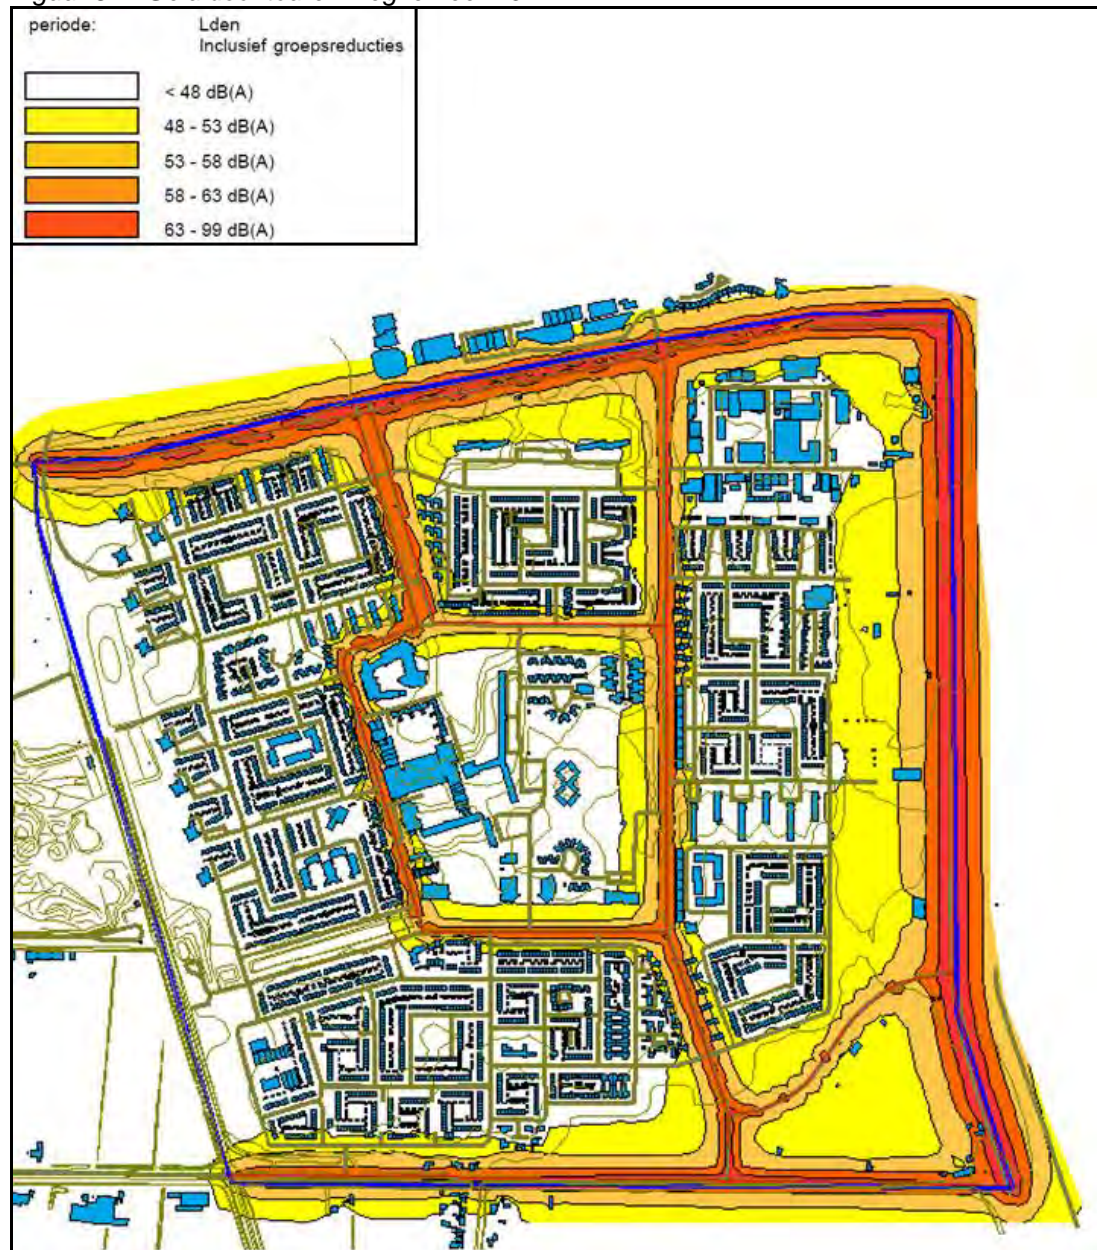 periode: Lden
Inclusief groepsreducties
< 48 dB(A)
48 - 53 dB(A)
53 - 58 dB(A)
58 - 63 dB(A)
63 - 99 dB(A)